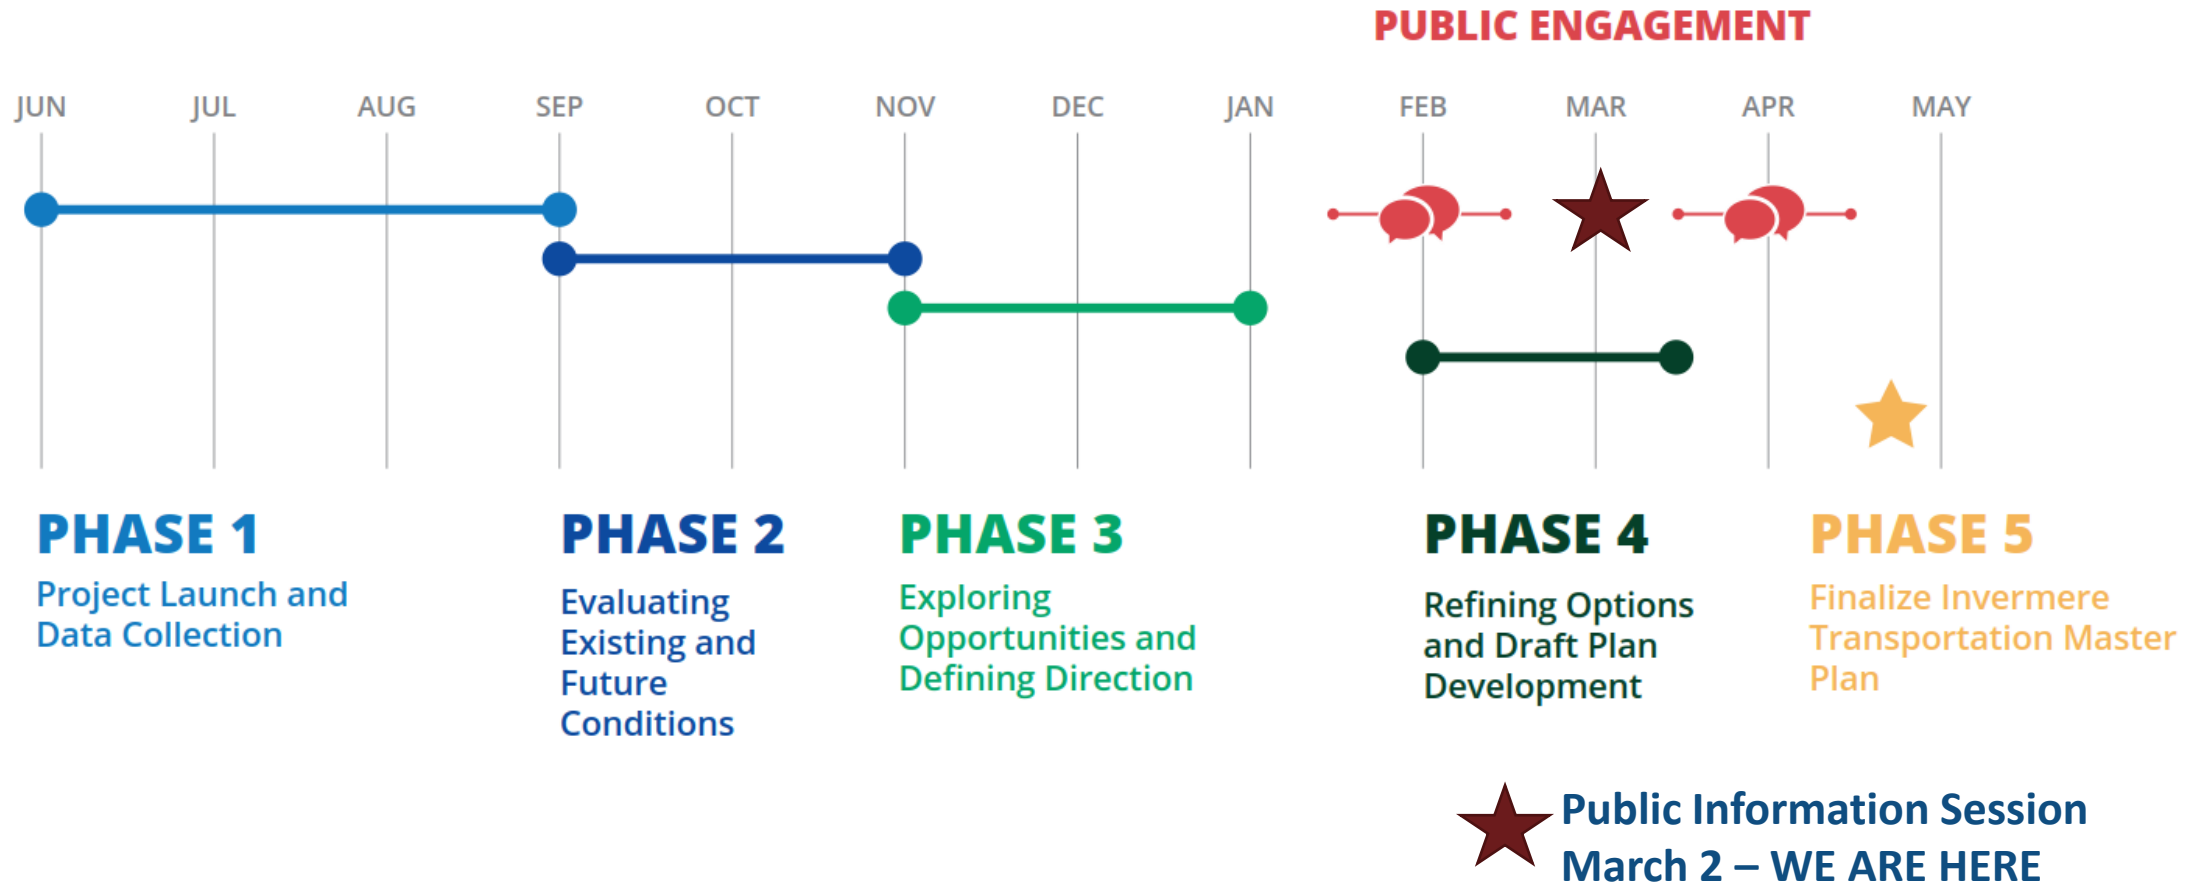 PUBLIC ENGAGEMENT
JUN JUL AUG SEP OCT NOV DEC JAN FEB MAR APR MAY
PHASE 1
Project Launch and
Data Collection
PHASE 2
Evaluating
Existing and
Future
Conditions
PHASE 3
Exploring
Opportunities and
Defining Direction
PHASE 4
Refining Options
and Draft Plan
Development
PHASE 5
Finalize Invermere
Transportation Master
Plan
Public Information Session
March 2 – WE ARE HERE